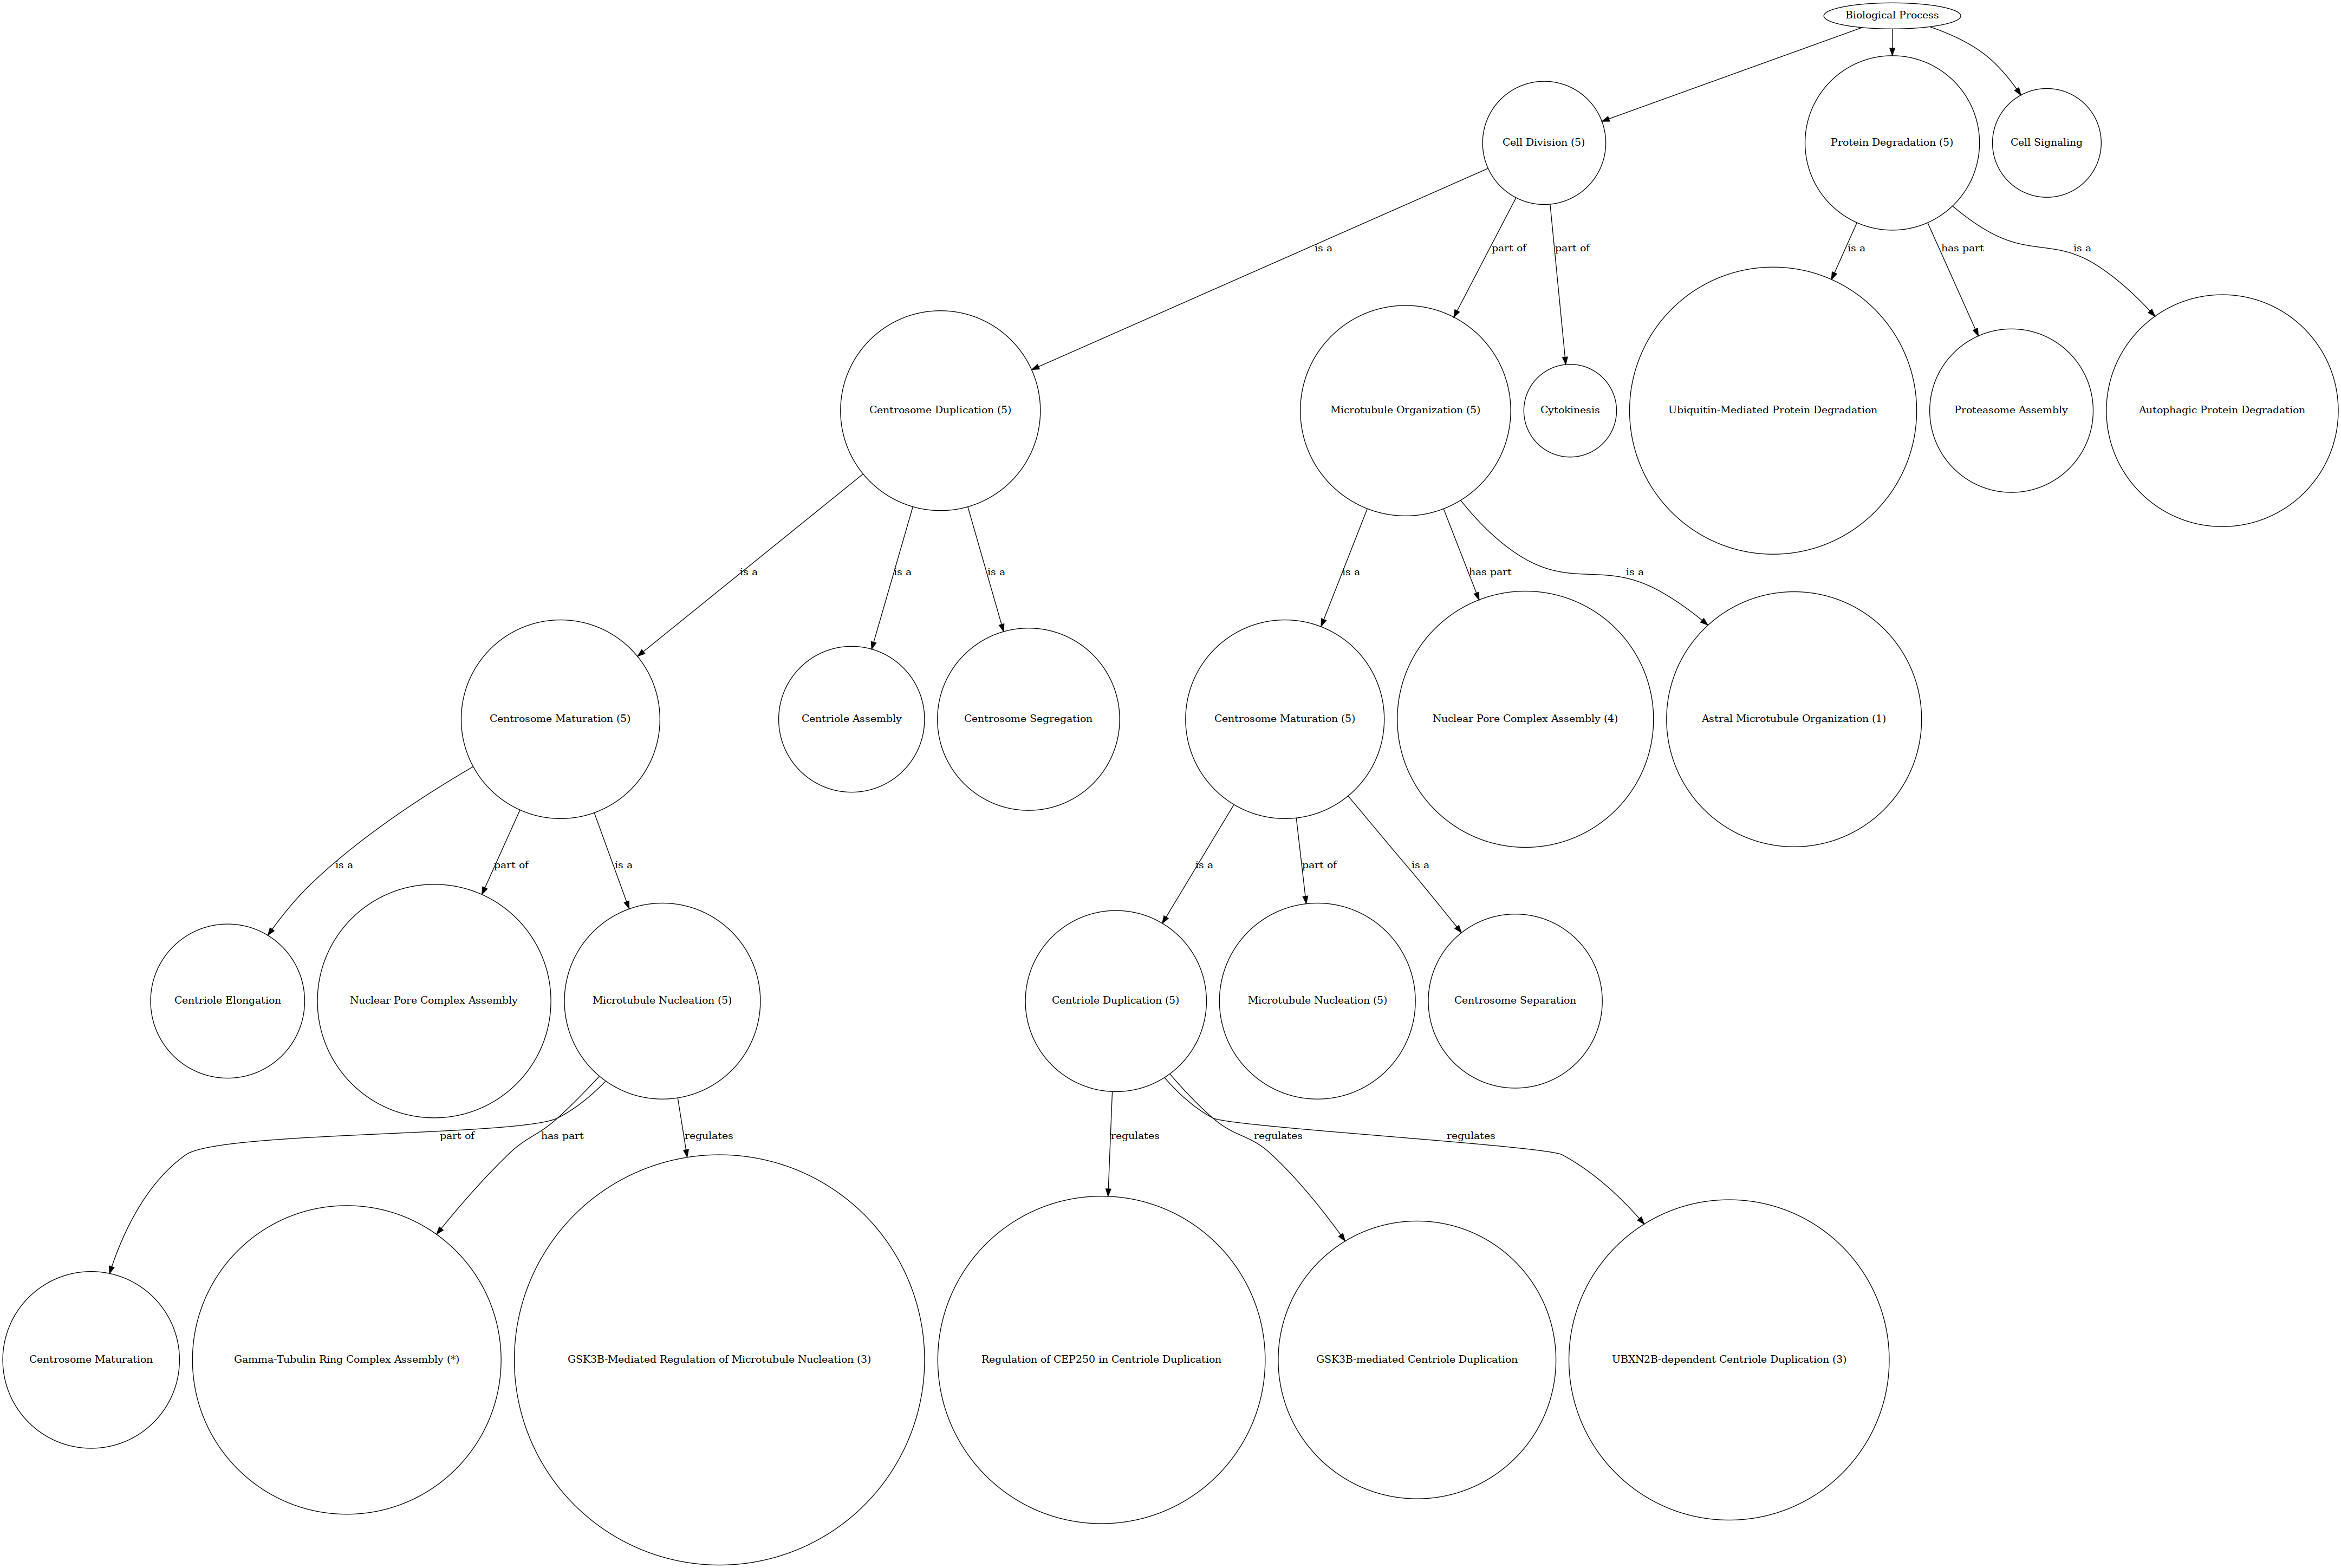 Biological Process
Cell Division (5)
Protein Degradation (5)
Cell Signaling
is a
part of
part of
is a
has part
is a
Centrosome Duplication (5)
Microtubule Organization (5)
Cytokinesis
Ubiquitin-Mediated Protein Degradation
Proteasome Assembly
Autophagic Protein Degradation
is a
is a
is a
is a
has part
is a
Centrosome Maturation (5)
Centriole Assembly
Centrosome Segregation
Centrosome Maturation (5)
Nuclear Pore Complex Assembly (4)
Astral Microtubule Organization (1)
is a
part of
is a
is a
part of
is a
Centriole Elongation
Nuclear Pore Complex Assembly
Microtubule Nucleation (5)
Centriole Duplication (5)
Microtubule Nucleation (5)
Centrosome Separation
part of
has part
regulates
regulates
regulates
regulates
Centrosome Maturation
Gamma-Tubulin Ring Complex Assembly (*)
GSK3B-Mediated Regulation of Microtubule Nucleation (3)
Regulation of CEP250 in Centriole Duplication
GSK3B-mediated Centriole Duplication
UBXN2B-dependent Centriole Duplication (3)